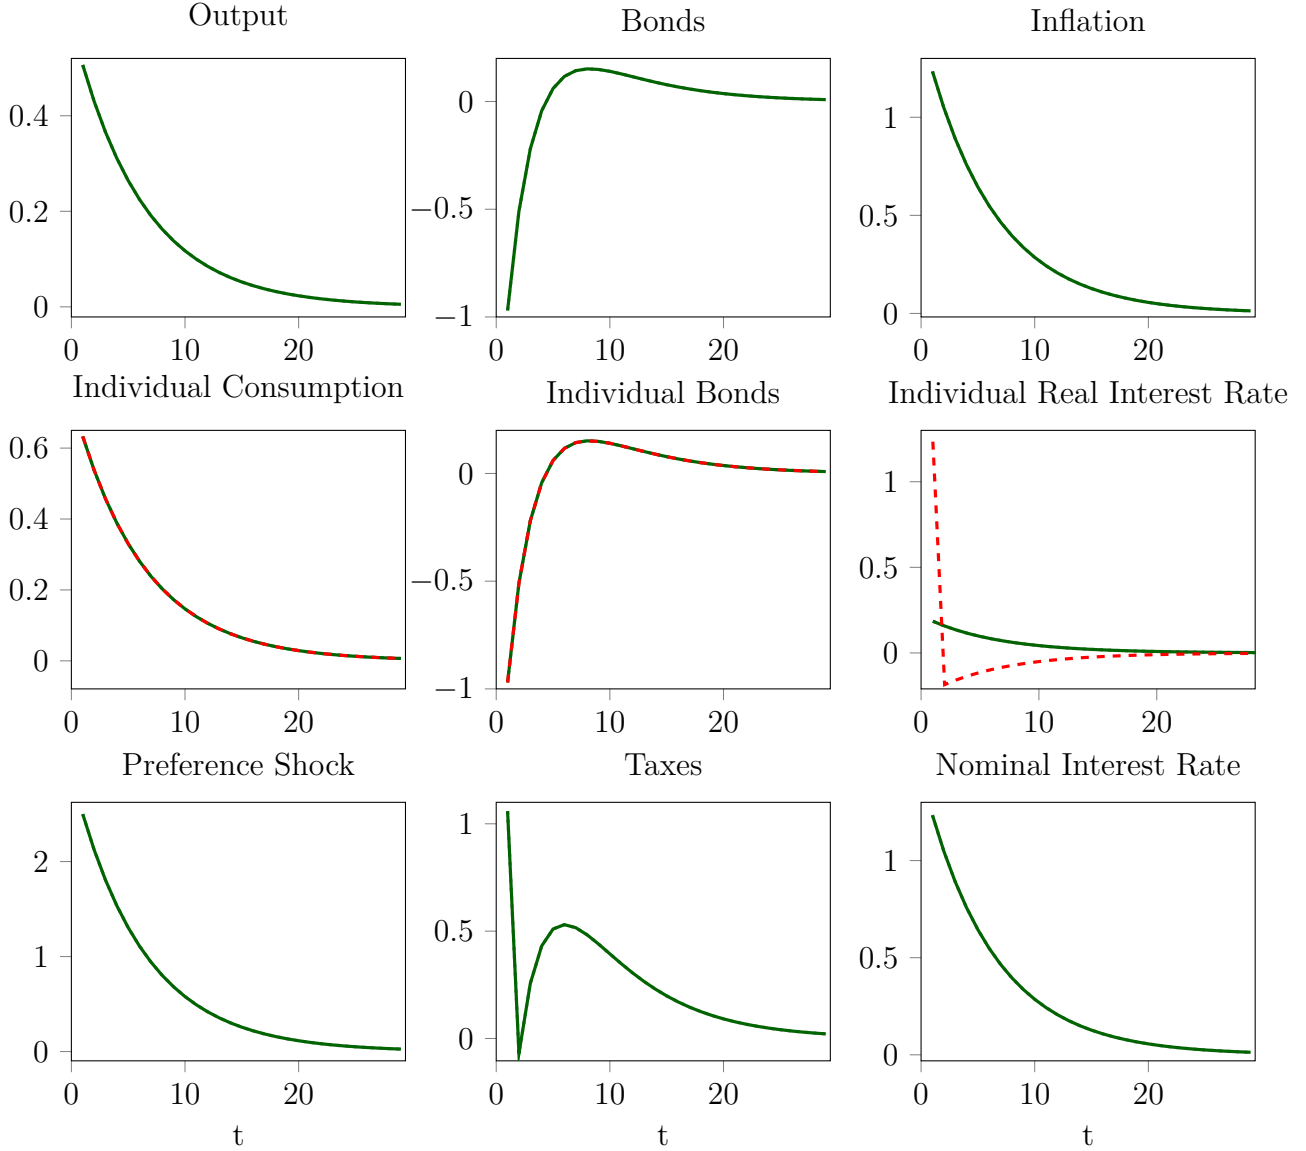 Output Bonds Inflation
0.4 0 1
0.2 −0.5 0.5
0 −1 0
0 10 20 0 10 20 0 10 20
Individual Consumption Individual Bonds Individual Real Interest Rate
0.6 0 1
0.4 −0.5 0.5
0.2 −1 0
0
0 10 20 0 10 20 0 10 20
Preference Shock Taxes Nominal Interest Rate
2 1 1
1 0.5 0.5
0 0 0
0 10 20 0 10 20 0 10 20
t t t